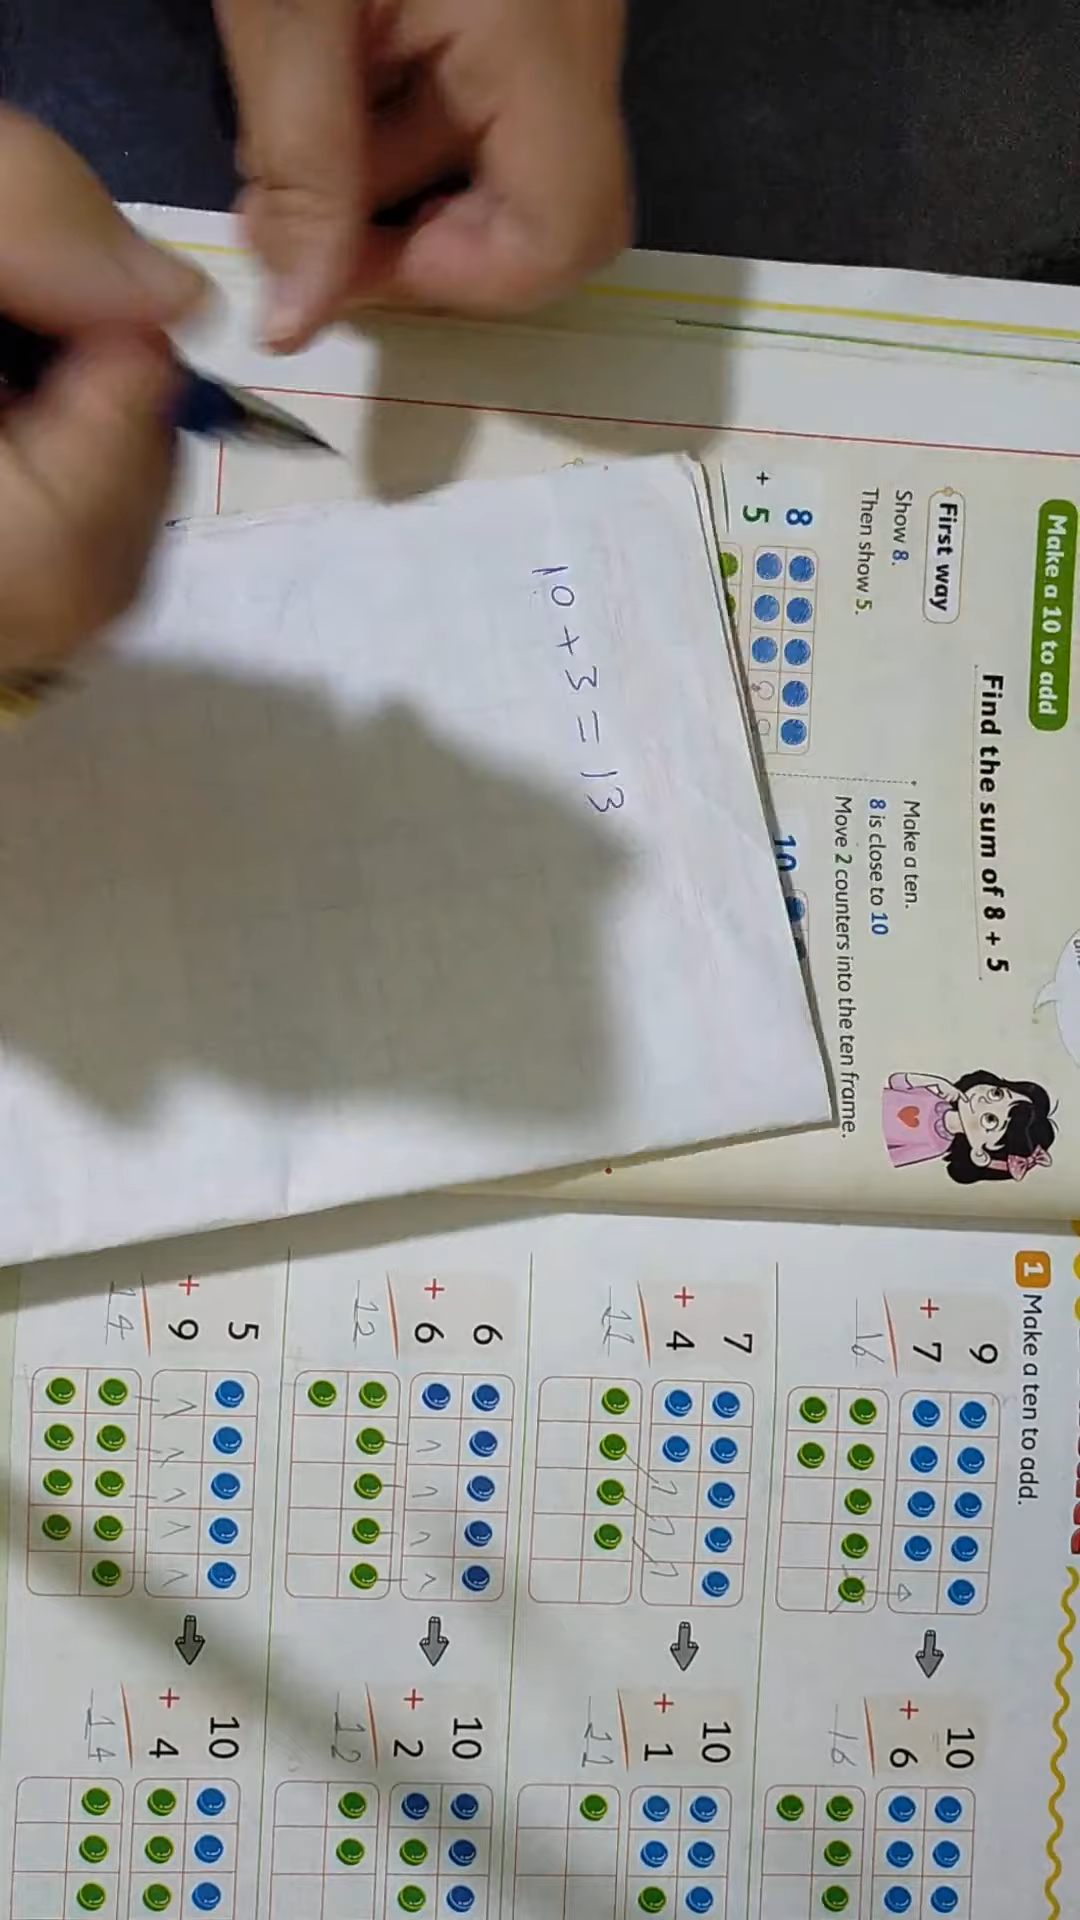 Make a 10 to add
Find the sum of 8 + 5
First way
Show 8.
Then show 5.
8
+ 5
Make a ten.
8 is close to 10
Move 2 counters into the ten frame.
10
10 + 3 = 13
1 Make a ten to add.
9
+ 7
16
10
+ 6
16
7
+ 4
11
10
+ 1
11
6
+ 6
12
10
+ 2
12
5
+ 9
14
10
+ 4
14